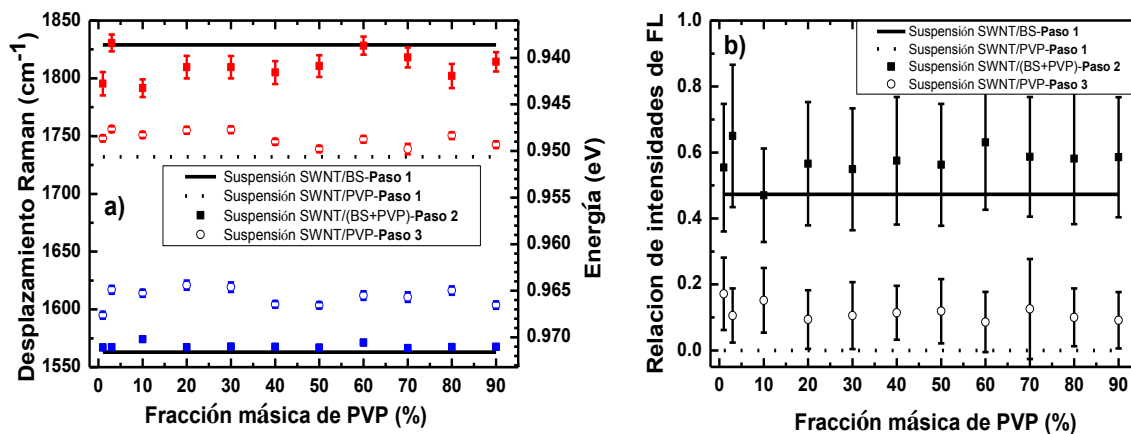 Desplazamiento Raman (cm⁻¹)
1850
1800
1750
1700
1650
1600
1550
a)
Suspensión SWNT/BS-Paso 1
Suspensión SWNT/PVP-Paso 1
Suspensión SWNT/(BS+PVP)-Paso 2
Suspensión SWNT/PVP-Paso 3
0.940
0.945
0.950
0.955
0.960
0.965
0.970
Energía (eV)
0 10 20 30 40 50 60 70 80 90
Fracción másica de PVP (%)
Relacion de intensidades de FL
1.0
0.8
0.6
0.4
0.2
0.0
b)
Suspensión SWNT/BS-Paso 1
Suspensión SWNT/PVP-Paso 1
Suspensión SWNT/(BS+PVP)-Paso 2
Suspensión SWNT/PVP-Paso 3
0 10 20 30 40 50 60 70 80 90
Fracción másica de PVP (%)